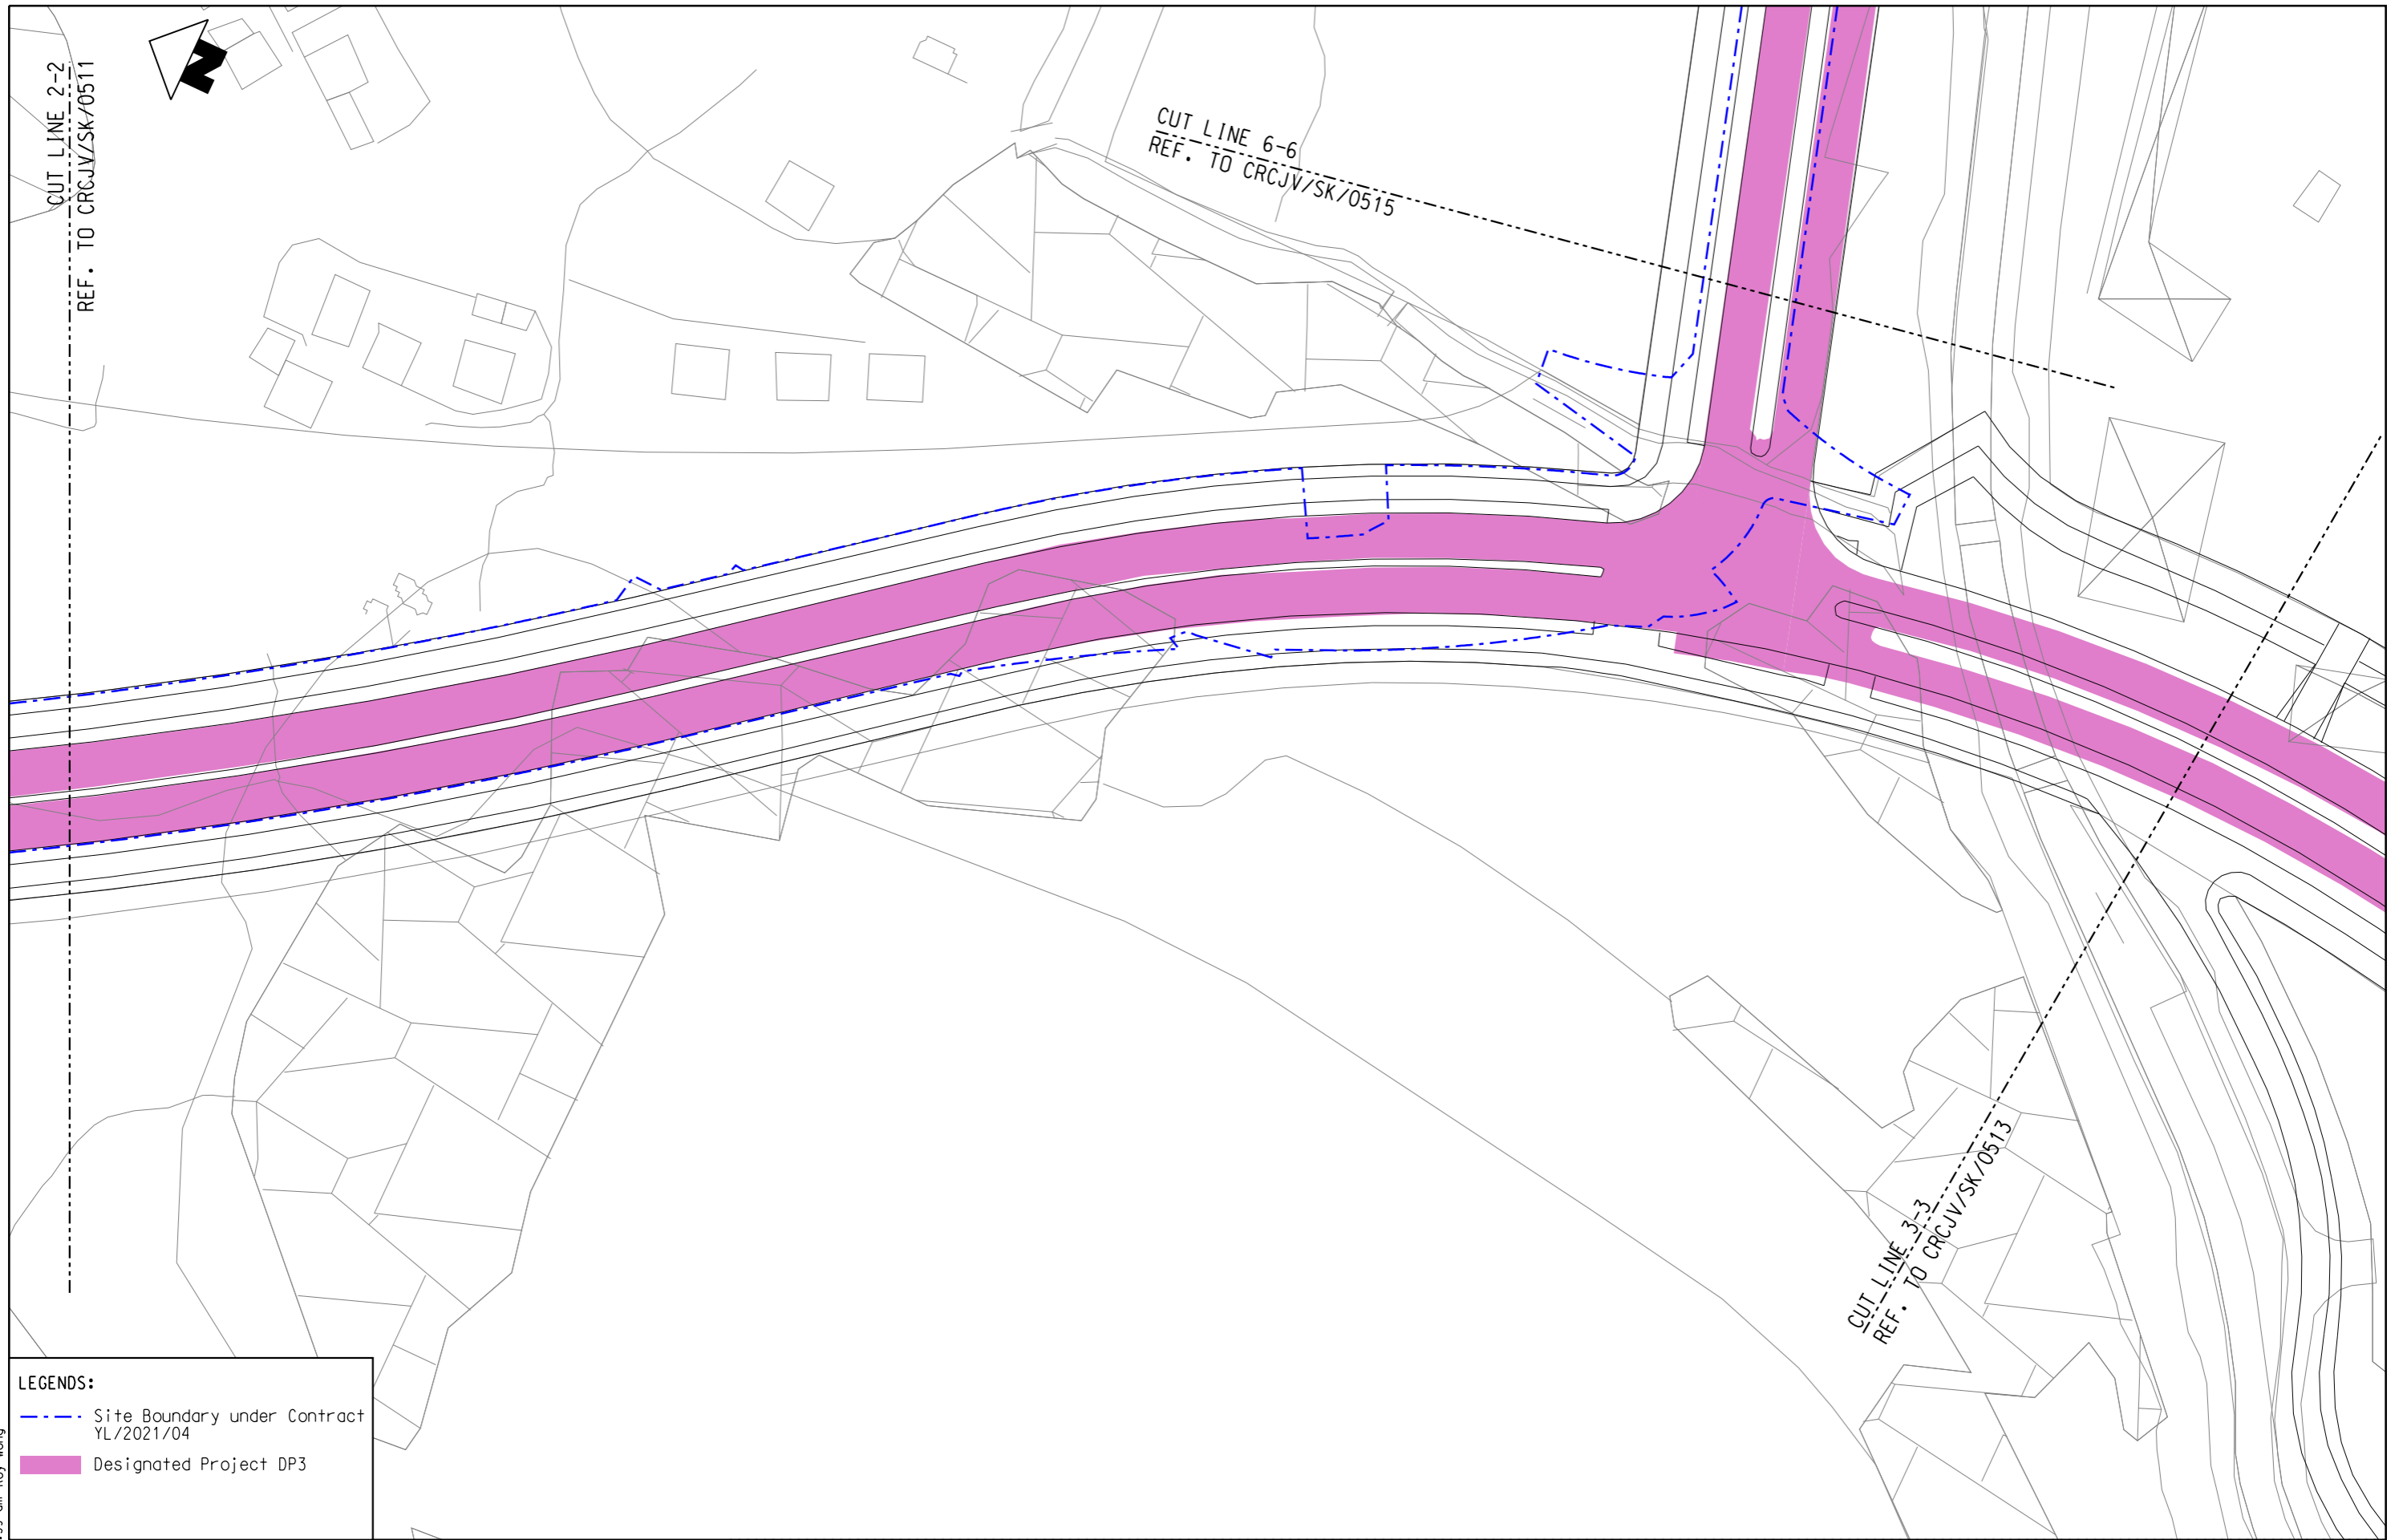 CUT LINE 2-2
REF. TO CRCJV/SK/0511
CUT LINE 6-6
REF. TO CRCJV/SK/0515
CUT LINE 3-3
REF. TO CRCJV/SK/0513
LEGENDS:
Site Boundary under Contract
YL/2021/04
Designated Project DP3